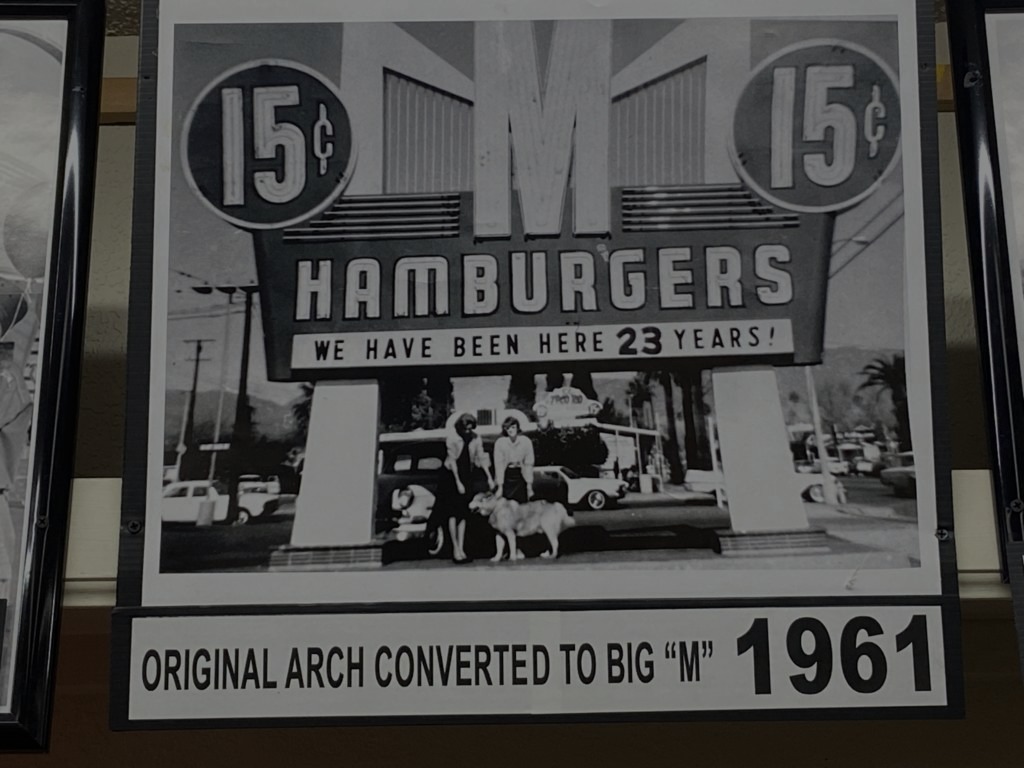 15¢ M 15¢
HAMBURGERS
WE HAVE BEEN HERE 23 YEARS!
ORIGINAL ARCH CONVERTED TO BIG “M” 1961